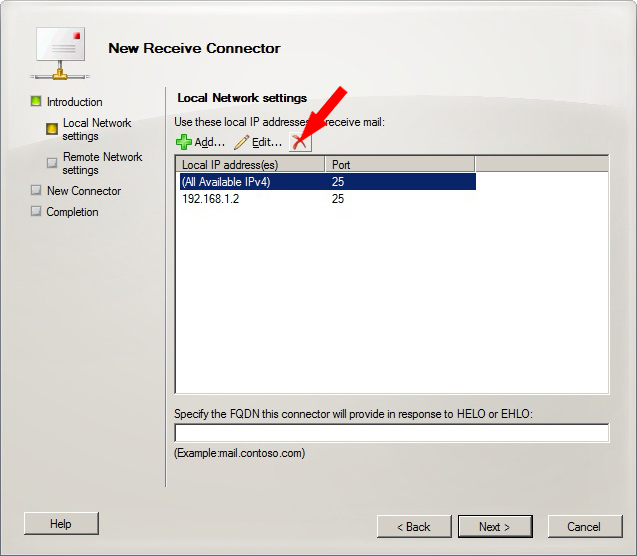 New Receive Connector
Introduction
Local Network
settings
Remote Network
settings
New Connector
Completion
Local Network settings
Use these local IP addresses receive mail:
Add... Edit...
Local IP address(es) Port
(All Available IPv4) 25
192.168.1.2 25
Specify the FQDN this connector will provide in response to HELO or EHLO:
(Example:mail.contoso.com)
Help
< Back
Next >
Cancel